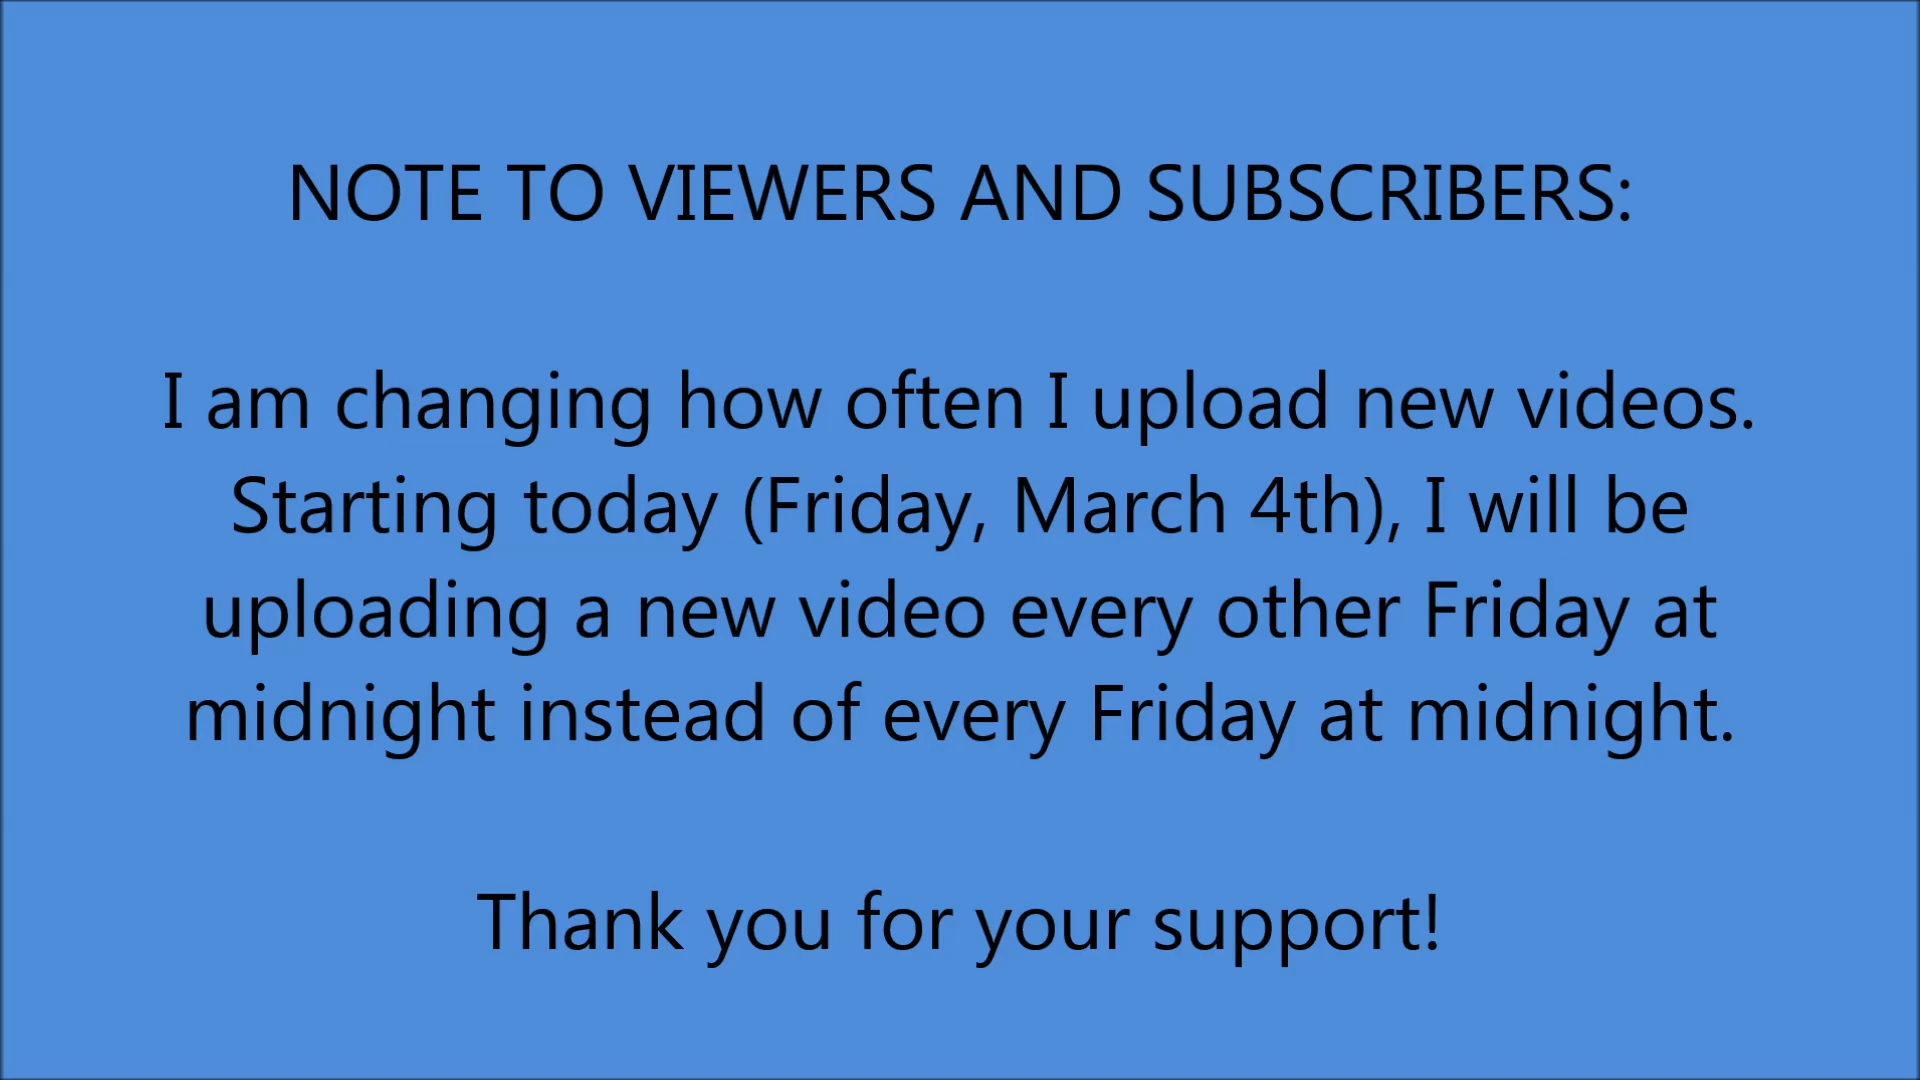 NOTE TO VIEWERS AND SUBSCRIBERS:
I am changing how often I upload new videos.
Starting today (Friday, March 4th), I will be
uploading a new video every other Friday at
midnight instead of every Friday at midnight.
Thank you for your support!